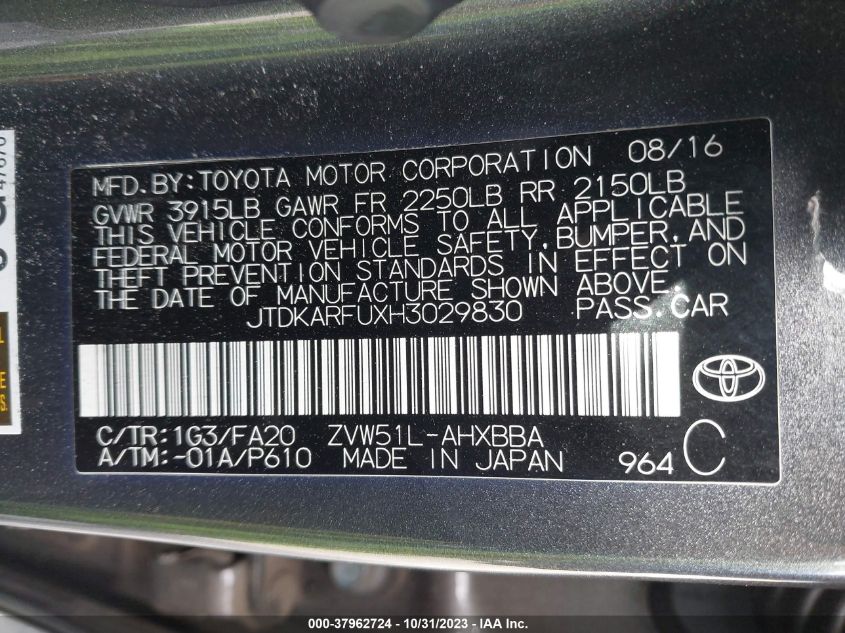 MFD. BY: TOYOTA MOTOR CORPORATION 08/16
GVWR 3915LB GAWR FR 2250LB RR 2150LB
THIS VEHICLE CONFORMS TO ALL APPLICABLE
FEDERAL MOTOR VEHICLE SAFETY, BUMPER, AND
THEFT PREVENTION STANDARDS IN EFFECT ON
THE DATE OF MANUFACTURE SHOWN ABOVE.
JTDKARFUXH3029830 PASS. CAR
C/TR: 1G3/FA20 ZVW51L-AHXBBA
A/TM:-01A/P610 MADE IN JAPAN 964 C
000-37962724 - 10/31/2023 - IAA Inc.